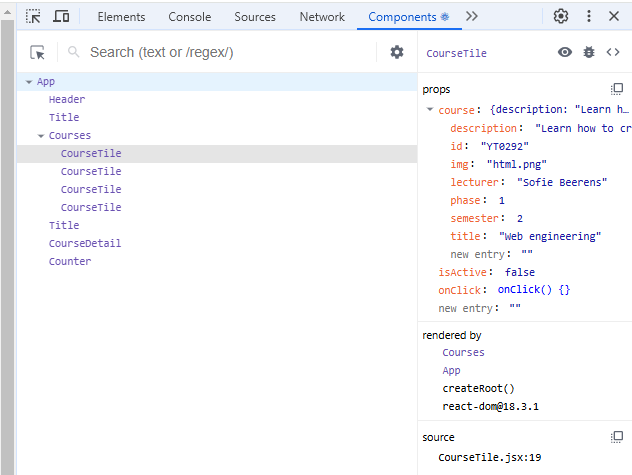 Elements Console Sources Network Components
Search (text or /regex/)
App
Header
Title
Courses
CourseTile
CourseTile
CourseTile
CourseTile
Title
CourseDetail
Counter
CourseTile
props
course: {description: "Learn h…
description: "Learn how to cr
id: "YT0292"
img: "html.png"
lecturer: "Sofie Beerens"
phase: 1
semester: 2
title: "Web engineering"
new entry: ""
isActive: false
onClick: onClick() {}
new entry: ""
rendered by
Courses
App
createRoot()
react-dom@18.3.1
source
CourseTile.jsx:19